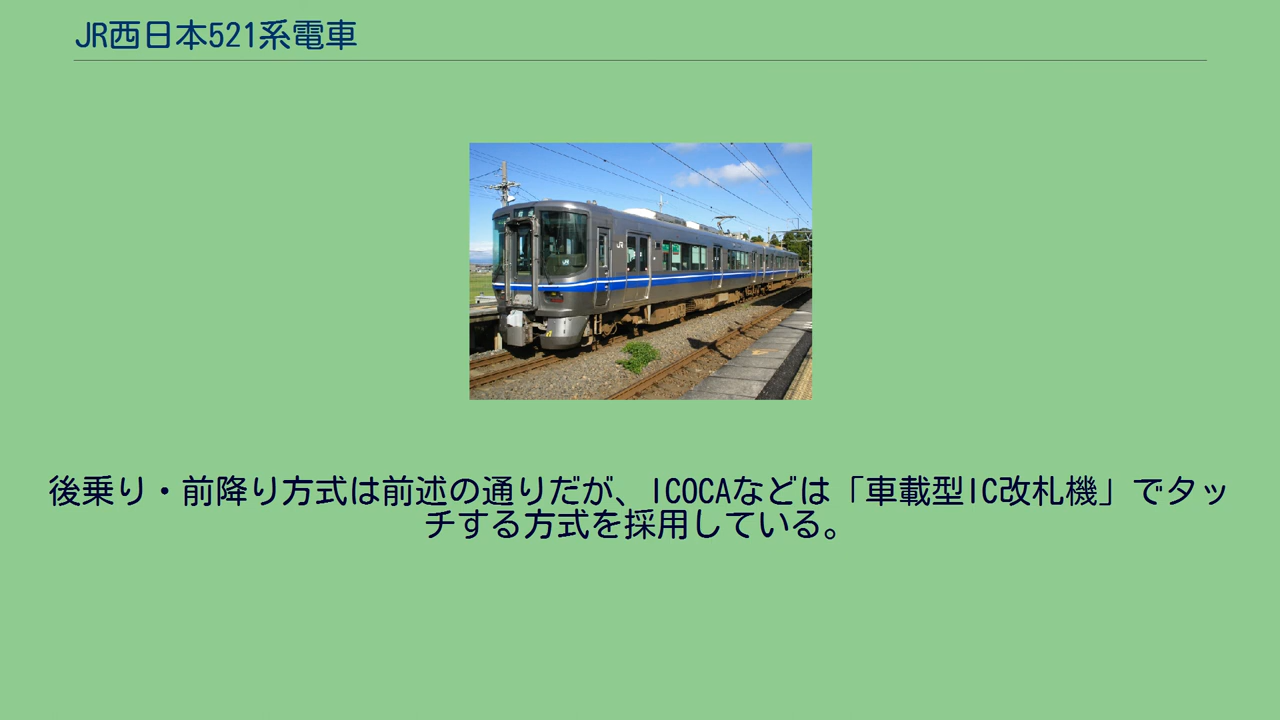 JR西日本521系電車
JR
後乗り・前降り方式は前述の通りだが、ICOCAなどは「車載型IC改札機」でタッ
チする方式を採用している。